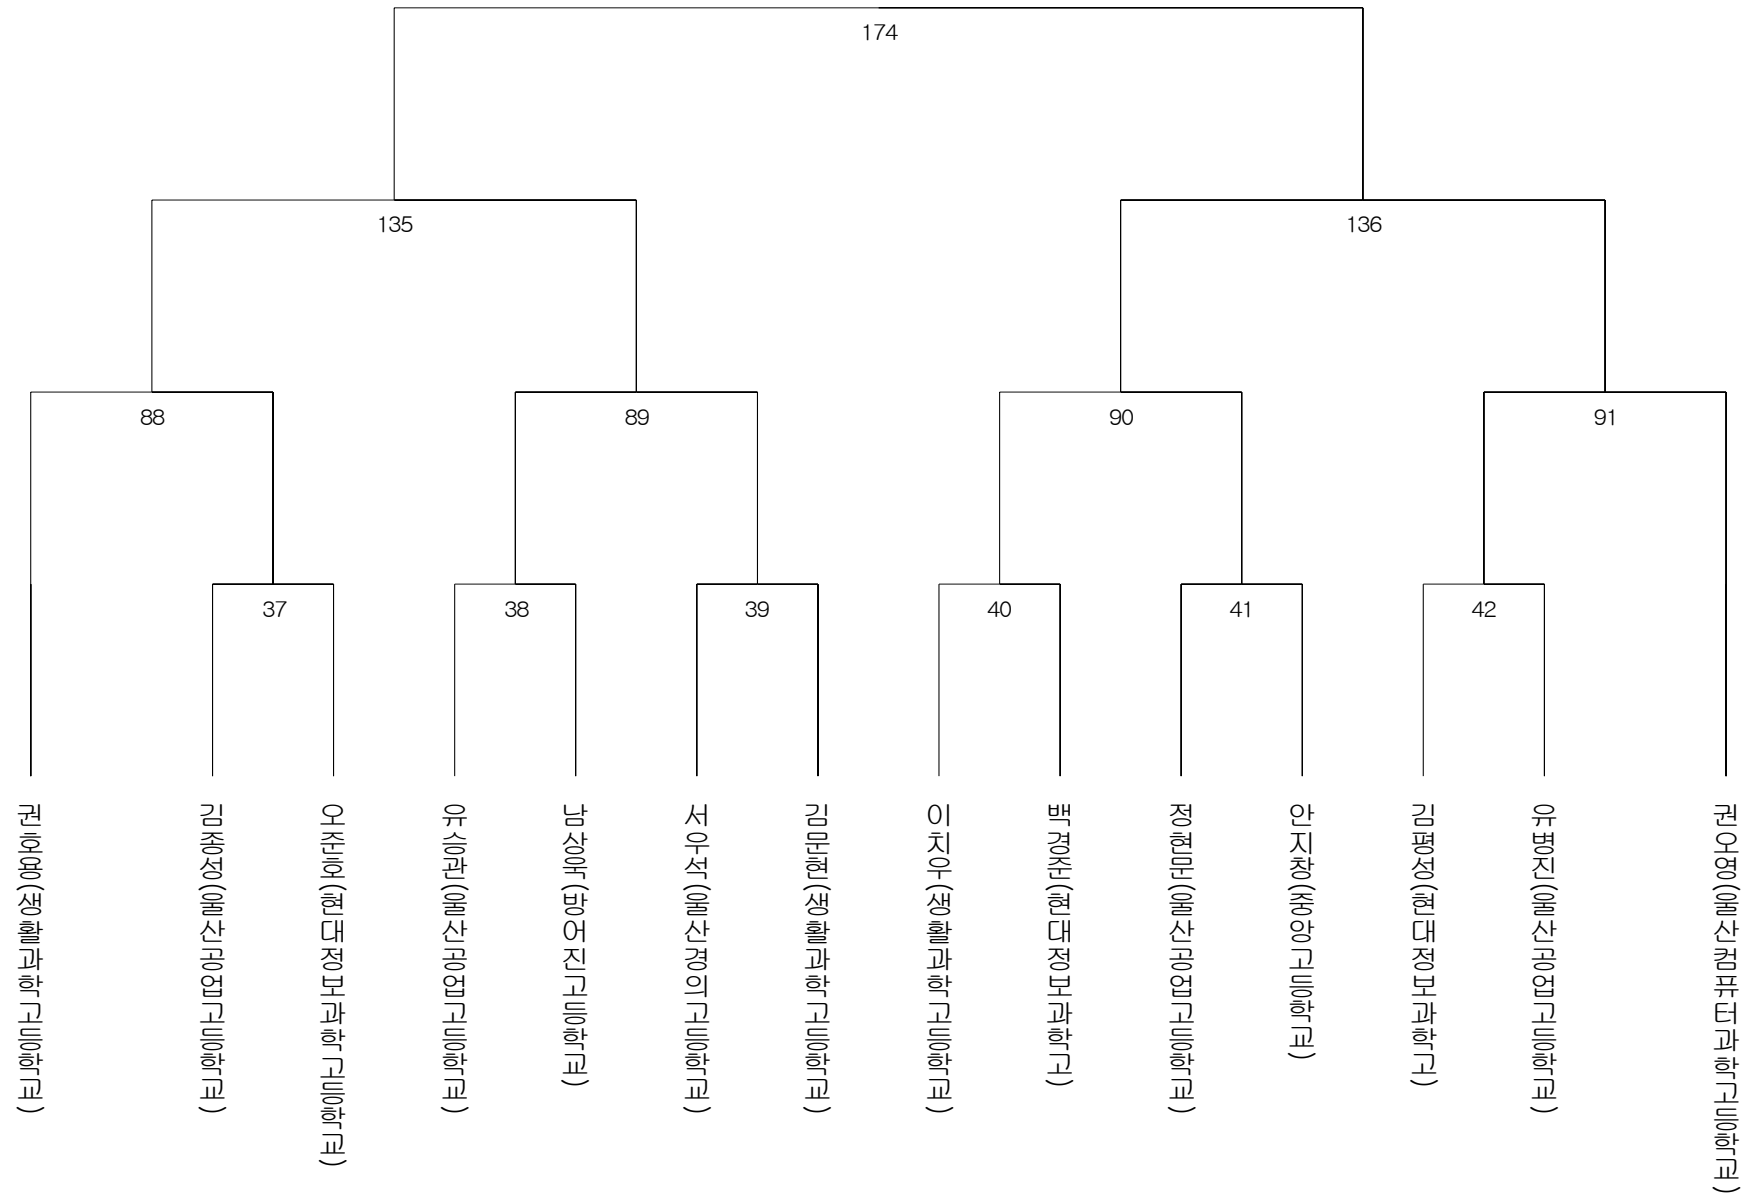 174
135
136
88
89
90
91
37
38
39
40
41
42
권호용(생활과학고등학교)
김종성(울산공업고등학교)
오준호(현대정보과학고등학교)
유승관(울산공업고등학교)
남상욱(방어진고등학교)
서우석(울산경의고등학교)
김문현(생활과학고등학교)
이치우(생활과학고등학교)
백경준(현대정보과학고)
정현문(울산공업고등학교)
안지창(중앙고등학교)
김평성(현대정보과학고)
유병진(울산공업고등학교)
권오영(울산컴퓨터과학고등학교)